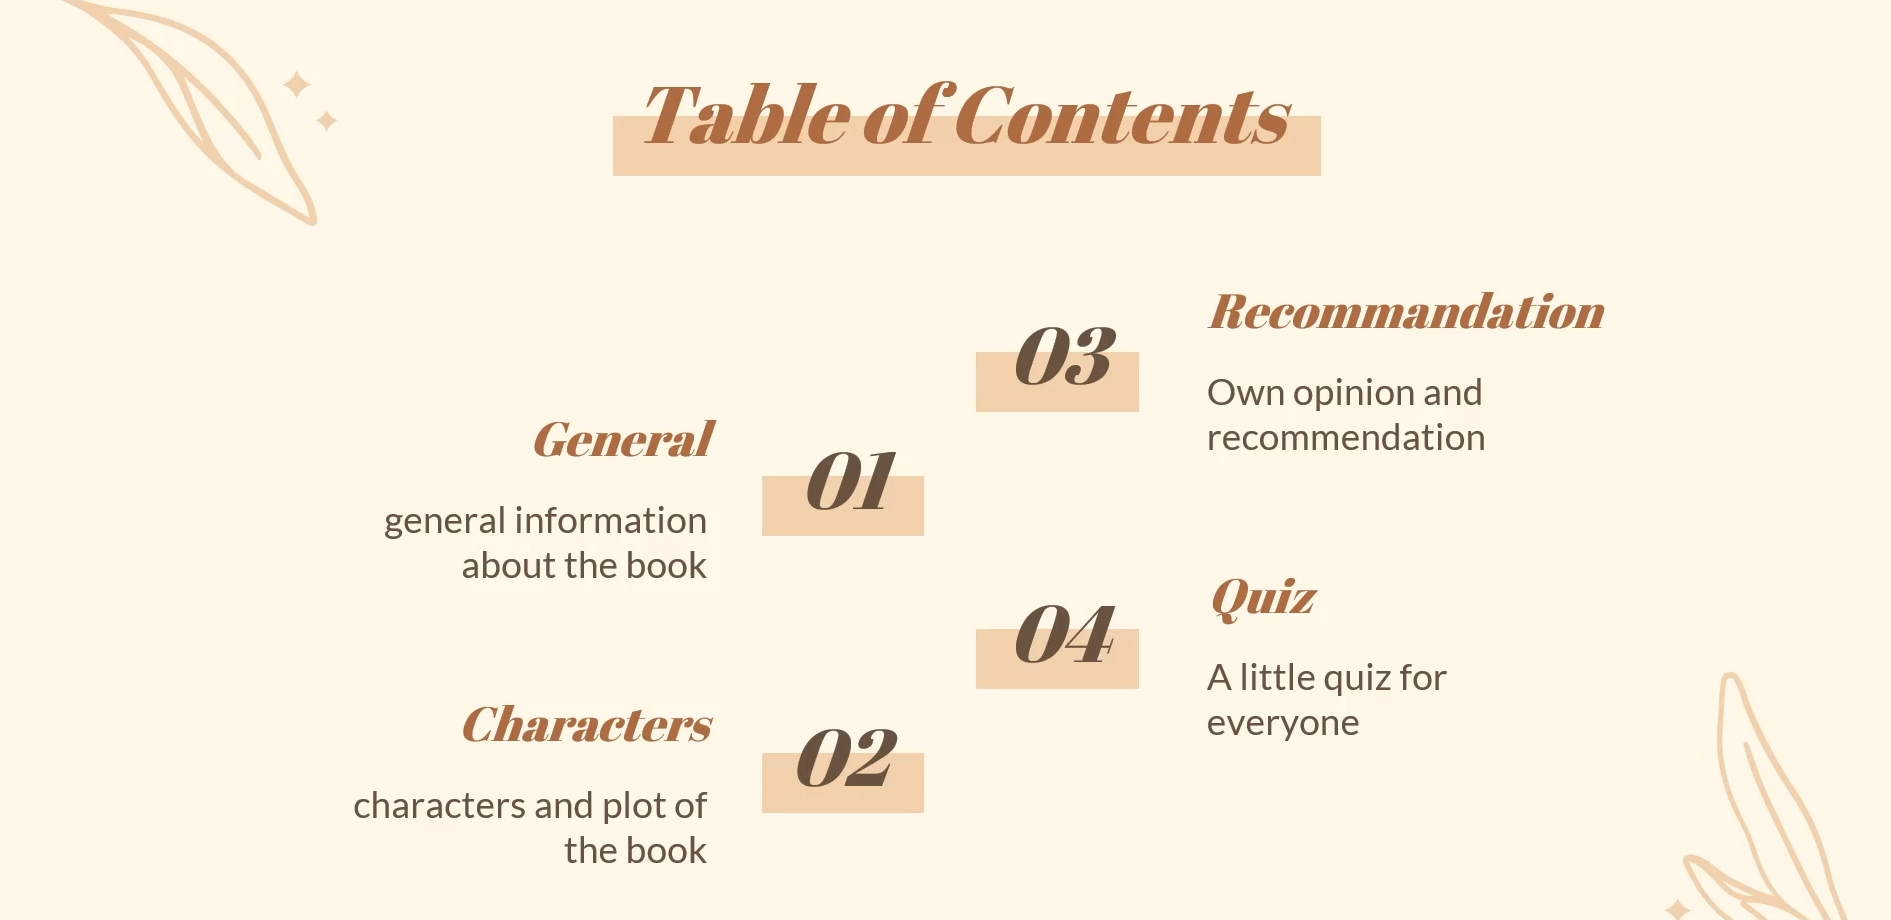 Table of Contents
General
01
general information
about the book
Characters
02
characters and plot of
the book
03
Recommandation
Own opinion and
recommendation
04
Quiz
A little quiz for
everyone